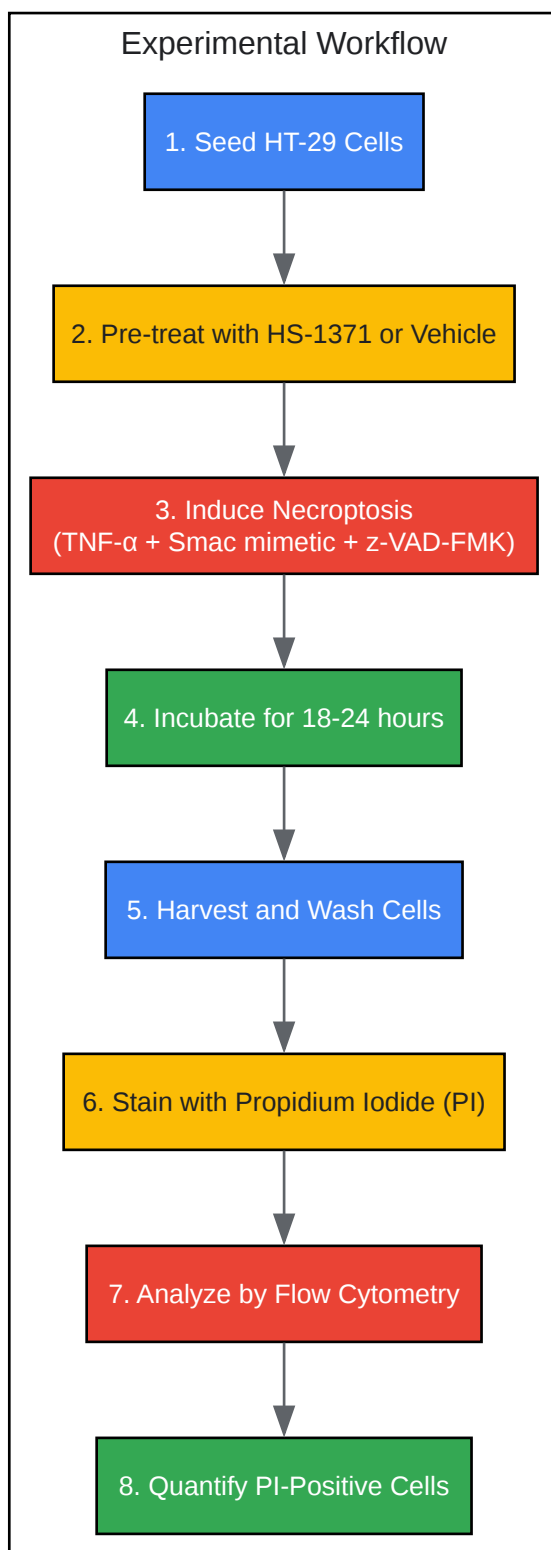 Experimental Workflow
1. Seed HT-29 Cells
2. Pre-treat with HS-1371 or Vehicle
3. Induce Necroptosis
(TNF-α + Smac mimetic + z-VAD-FMK)
4. Incubate for 18-24 hours
5. Harvest and Wash Cells
6. Stain with Propidium Iodide (PI)
7. Analyze by Flow Cytometry
8. Quantify PI-Positive Cells